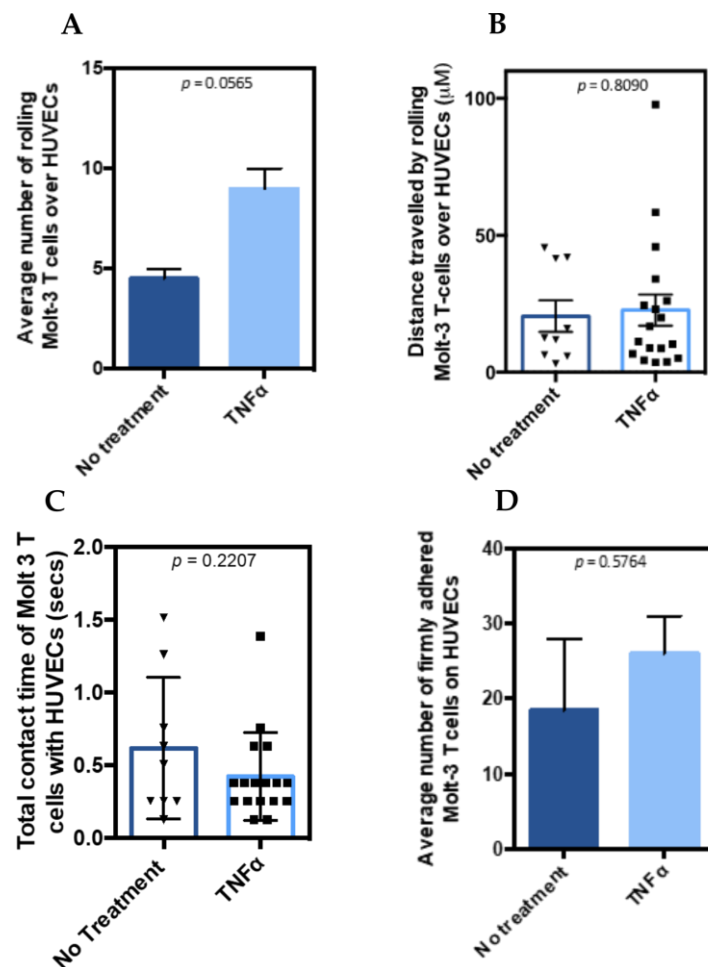 A
Average number of rolling
Molt-3 T cells over HUVECs
15
10
5
0
p = 0.0565
No treatment
TNFα
B
Distance travelled by rolling
Molt-3 T-cells over HUVECs (μM)
100
50
0
p = 0.8090
No treatment
TNFα
C
Total contact time of Molt 3 T
cells with HUVECs (secs)
2.0
1.5
1.0
0.5
0.0
p = 0.2207
No Treatment
TNFα
D
Average number of firmly adhered
Molt-3 T cells on HUVECs
40
30
20
10
0
p = 0.5764
No treatment
TNFα